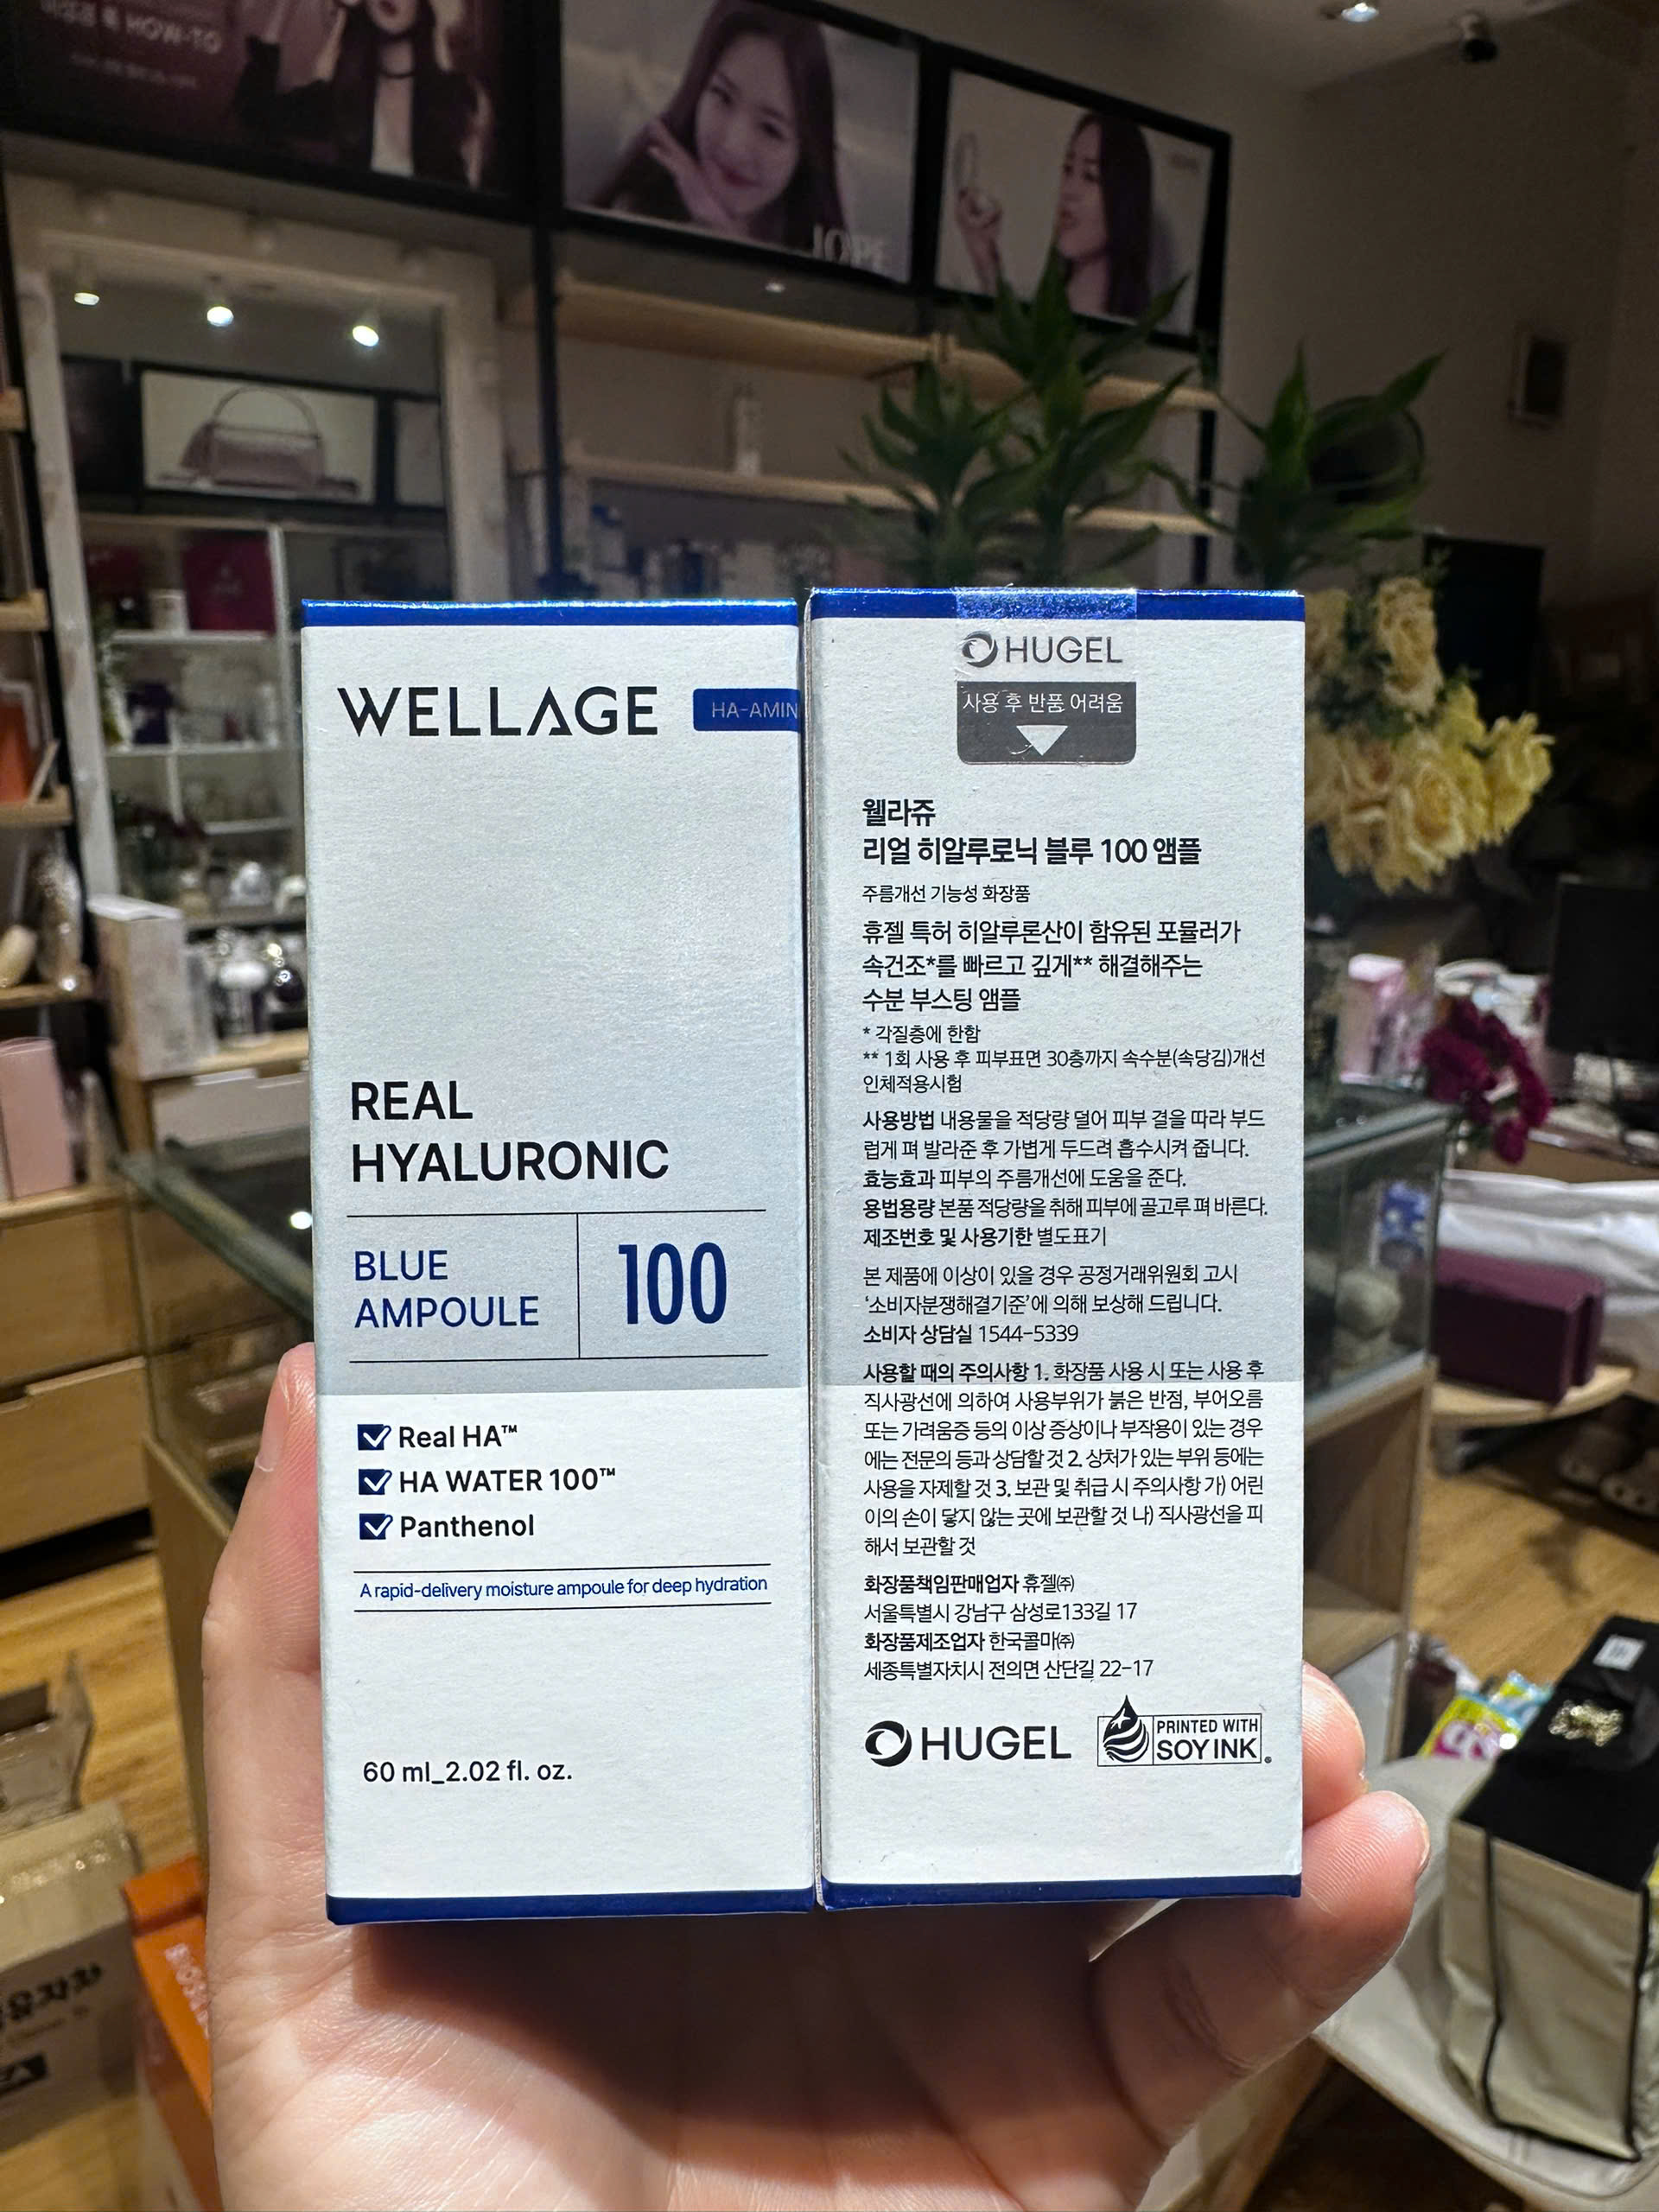 HOW-TO
IOPE
WELLAGE
HA-AMIN
REAL
HYALURONIC
BLUE
AMPOULE
100
Real HA™
HA WATER 100™
Panthenol
A rapid-delivery moisture ampoule for deep hydration
60 ml_2.02 fl. oz.
HUGEL
사용 후 반품 어려움
웰라쥬
리얼 히알루로닉 블루 100 앰플
주름개선 기능성 화장품
휴젤 특허 히알루론산이 함유된 포뮬러가
속건조*를 빠르고 깊게** 해결해주는
수분 부스팅 앰플
* 각질층에 한함
** 1회 사용 후 피부표면 30층까지 속수분(속당김)개선
인체적용시험
사용방법 내용물을 적당량 덜어 피부 결을 따라 부드
럽게 펴 발라준 후 가볍게 두드려 흡수시켜 줍니다.
효능효과 피부의 주름개선에 도움을 준다.
용법용량 본품 적당량을 취해 피부에 골고루 펴 바른다.
제조번호 및 사용기한 별도표기
본 제품에 이상이 있을 경우 공정거래위원회 고시
‘소비자분쟁해결기준’에 의해 보상해 드립니다.
소비자 상담실 1544-5339
사용할 때의 주의사항 1. 화장품 사용 시 또는 사용 후
직사광선에 의하여 사용부위가 붉은 반점, 부어오름
또는 가려움증 등의 이상 증상이나 부작용이 있는 경우
에는 전문의 등과 상담할 것 2. 상처가 있는 부위 등에는
사용을 자제할 것 3. 보관 및 취급 시 주의사항 가) 어린
이의 손이 닿지 않는 곳에 보관할 것 나) 직사광선을 피
해서 보관할 것
화장품책임판매업자 휴젤㈜
서울특별시 강남구 삼성로133길 17
화장품제조업자 한국콜마㈜
세종특별자치시 전의면 산단길 22-17
HUGEL
PRINTED WITH
SOY INK